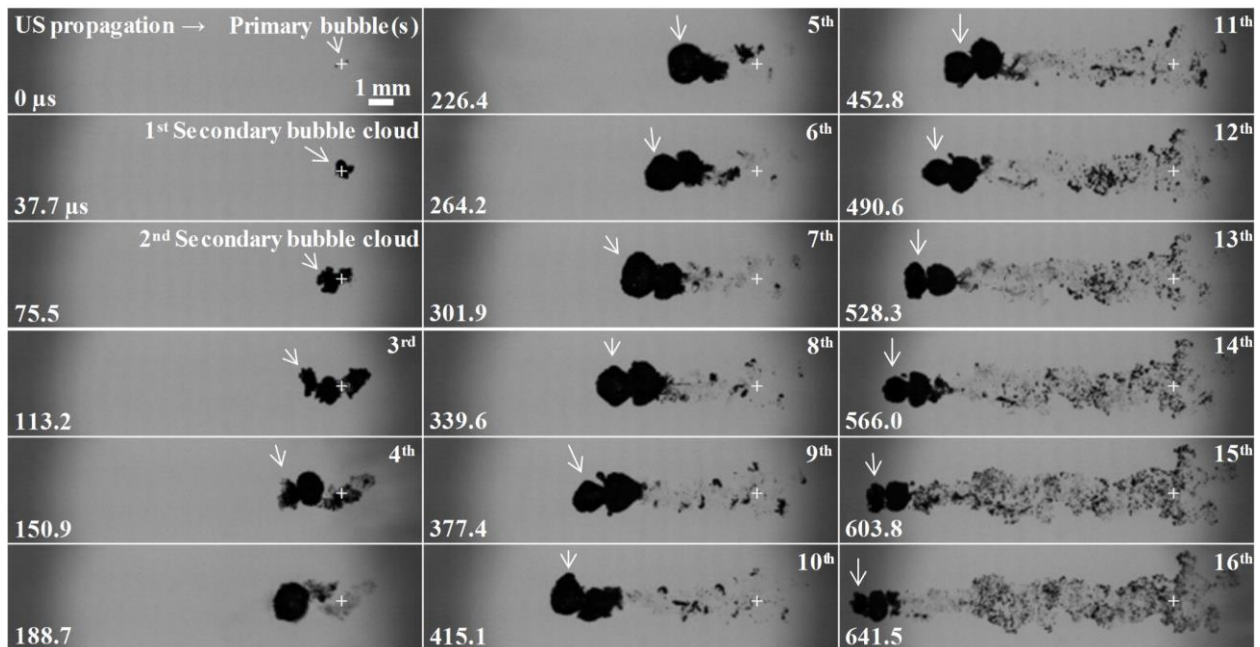 US propagation → Primary bubble(s)
1 mm
0 µs
1st Secondary bubble cloud
37.7 µs
2nd Secondary bubble cloud
75.5
3rd
113.2
4th
150.9
188.7
5th
226.4
6th
264.2
7th
301.9
8th
339.6
9th
377.4
10th
415.1
11th
452.8
12th
490.6
13th
528.3
14th
566.0
15th
603.8
16th
641.5